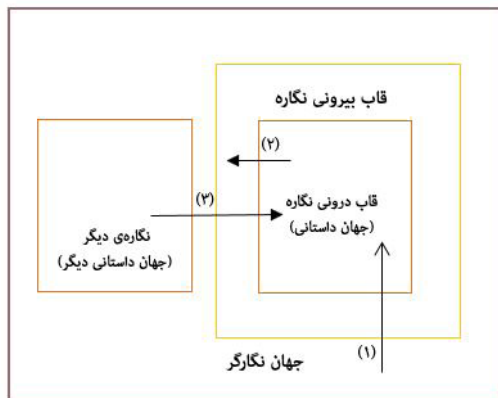 قاب بیرونی نگاره
(۲)
(۳)
قاب درونی نگاره
(جهان داستانی)
نگاره‌ی دیگر
(جهان داستانی دیگر)
(۱)
جهان نگارگر